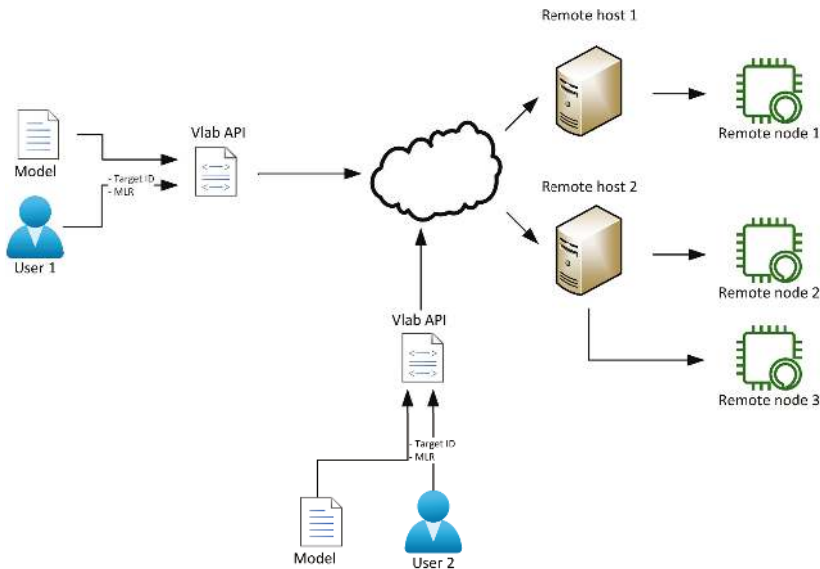 Remote host 1
Vlab API
Remote node 1
Model
- Target ID
- MLR
User 1
Remote host 2
Remote node 2
Vlab API
Remote node 3
- Target ID
- MLR
Model
User 2